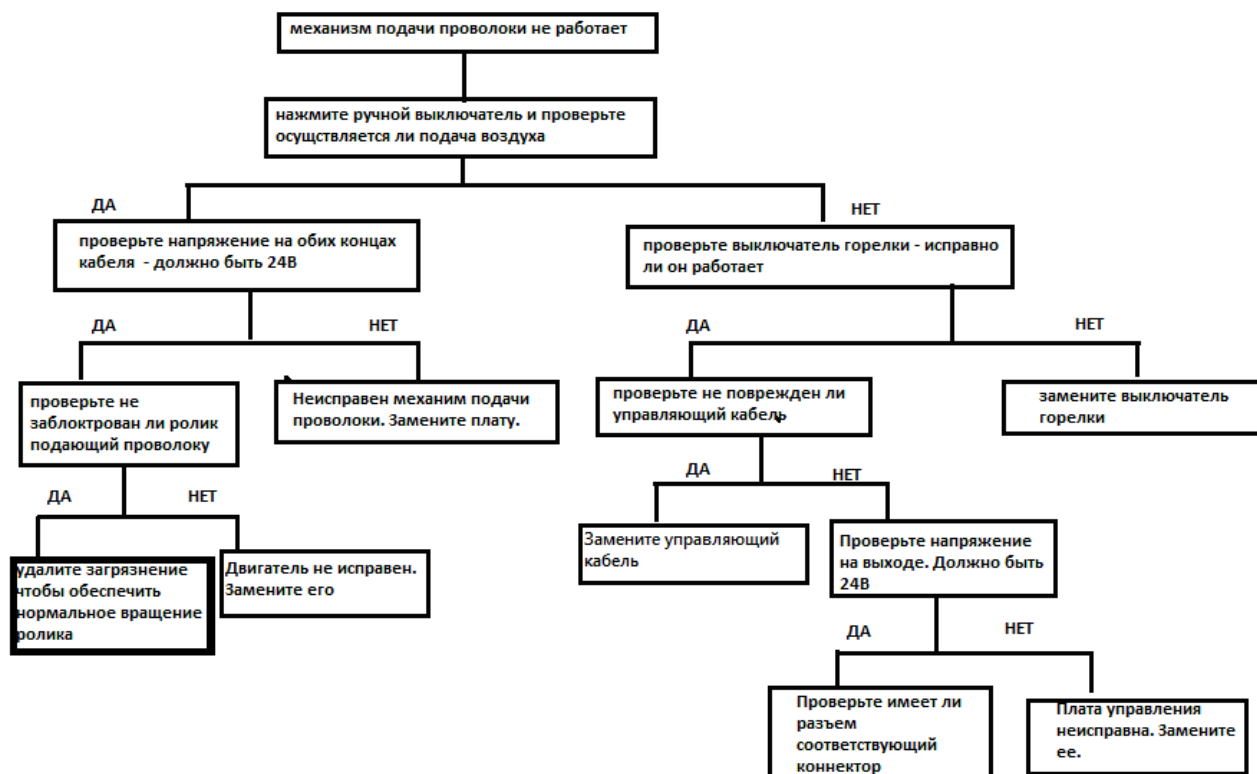 механизм подачи проволоки не работает
нажмите ручной выключатель и проверьте
осущствляется ли подача воздуха
ДА
НЕТ
проверьте напряжение на обих концах
кабеля - должно быть 24В
проверьте выключатель горелки - исправно
ли он работает
ДА
НЕТ
ДА
НЕТ
проверьте не
заблоктрован ли ролик
подающий проволоку
Неисправен механим подачи
проволоки. Замените плату.
проверьте не поврежден ли
управляющий кабель
замените выключатель
горелки
ДА
НЕТ
ДА
НЕТ
удалите загрязнение
чтобы обеспечить
нормальное вращение
ролика
Двигатель не исправен.
Замените его
Замените управляющий
кабель
Проверьте напряжение
на выходе. Должно быть
24В
ДА
НЕТ
Проверьте имеет ли
разъем
соответствующий
коннектор
Плата управления
неисправна. Замените
ее.